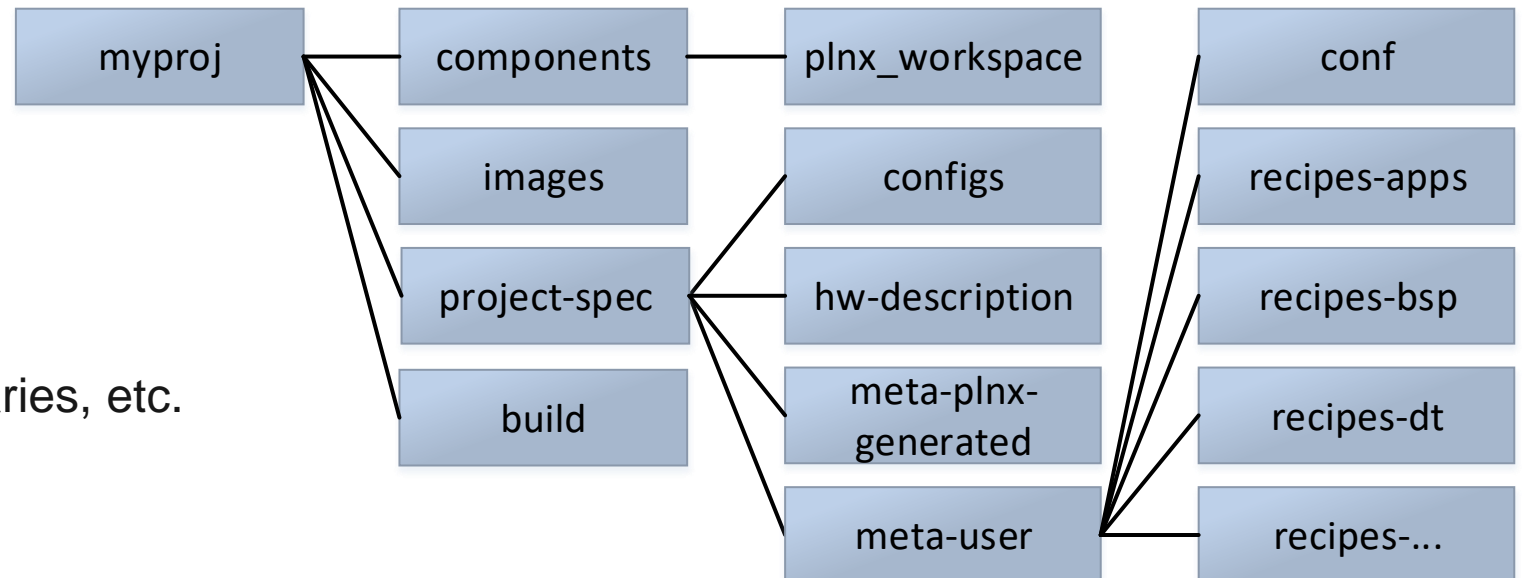 myproj
components
plnx_workspace
conf
images
configs
recipes-apps
project-spec
hw-description
recipes-bsp
etc.
build
meta-plnx-
generated
recipes-dt
meta-user
recipes-...